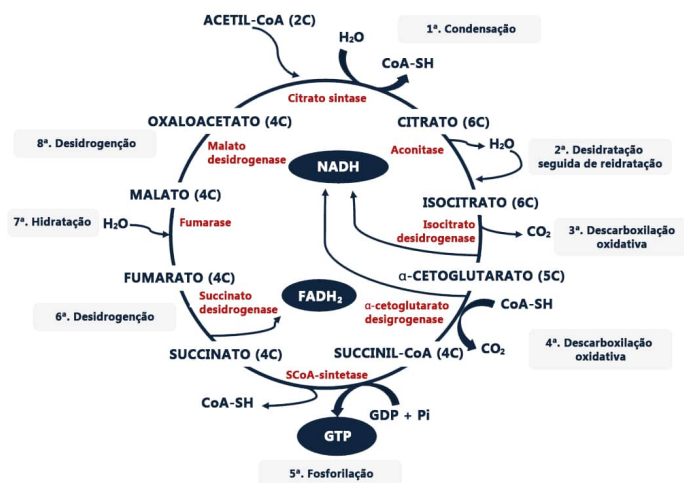 ACETIL-CoA (2C)
1ª. Condensação
H₂O
CoA-SH
Citrato sintase
OXALOACETATO (4C)
CITRATO (6C)
8ª. Desidrogenção
Malato
desidrogenase
Aconitase
H₂O
2ª. Desidratação
seguida de reidratação
NADH
MALATO (4C)
ISOCITRATO (6C)
7ª. Hidratação
H₂O
Fumarase
Isocitrato
desidrogenase
CO₂
3ª. Descarboxilação
oxidativa
FUMARATO (4C)
α-CETOGLUTARATO (5C)
6ª. Desidrogenção
Succinato
desidrogenase
FADH₂
α-cetoglutarato
desigrogenase
CoA-SH
SUCCINATO (4C)
SUCCINIL-CoA (4C)
CO₂
4ª. Descarboxilação
oxidativa
SCoA-sintetase
CoA-SH
GDP + Pi
GTP
5ª. Fosforilação